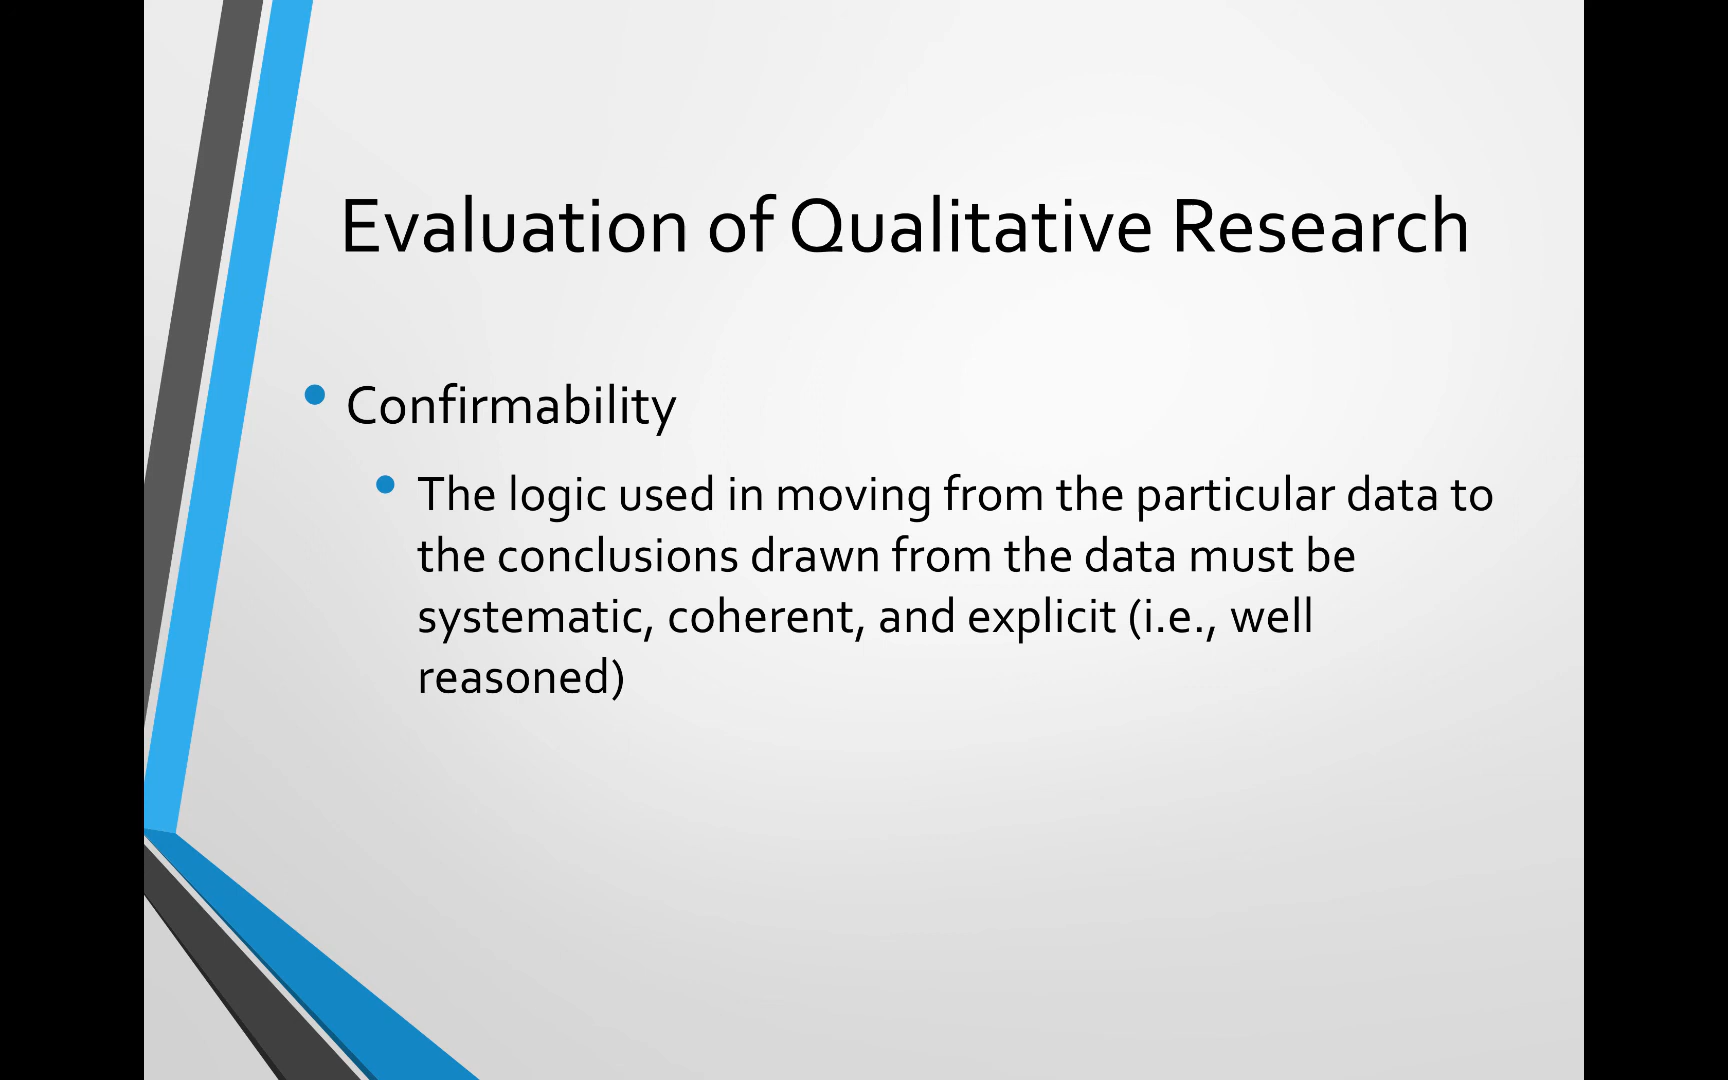 Evaluation of Qualitative Research
Confirmability
The logic used in moving from the particular data to
the conclusions drawn from the data must be
systematic, coherent, and explicit (i.e., well
reasoned)